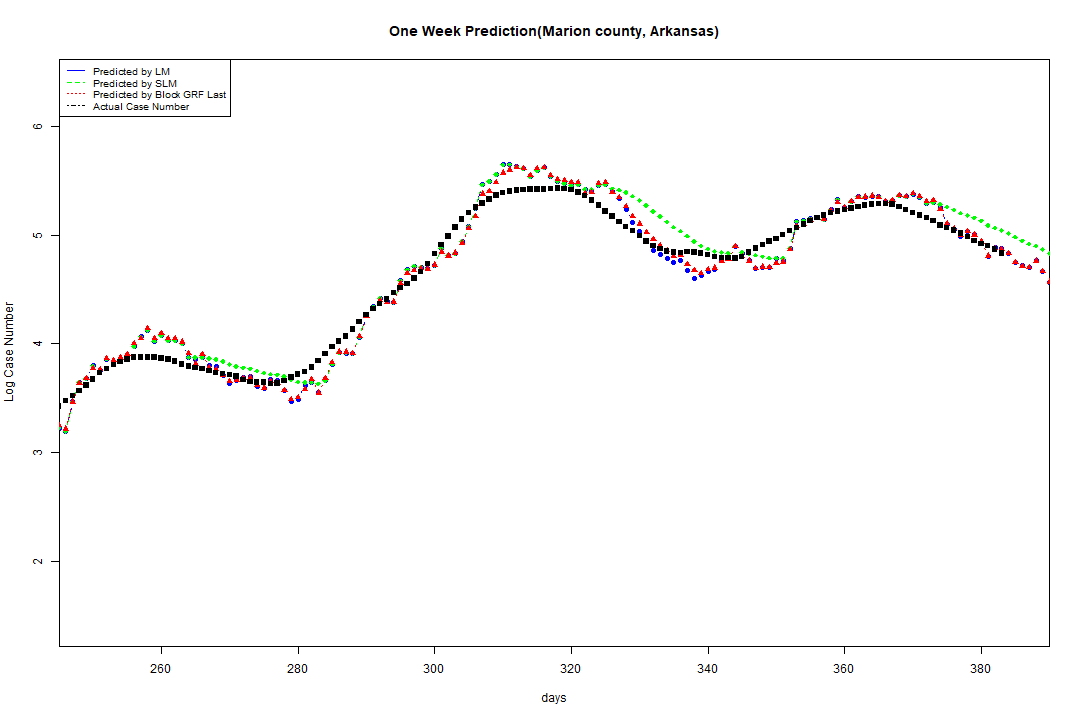 One Week Prediction(Marion county, Arkansas)
Predicted by LM
Predicted by SLM
Predicted by Block GRF Last
Actual Case Number
6
5
4
3
2
Log Case Number
260 280 300 320 340 360 380
days